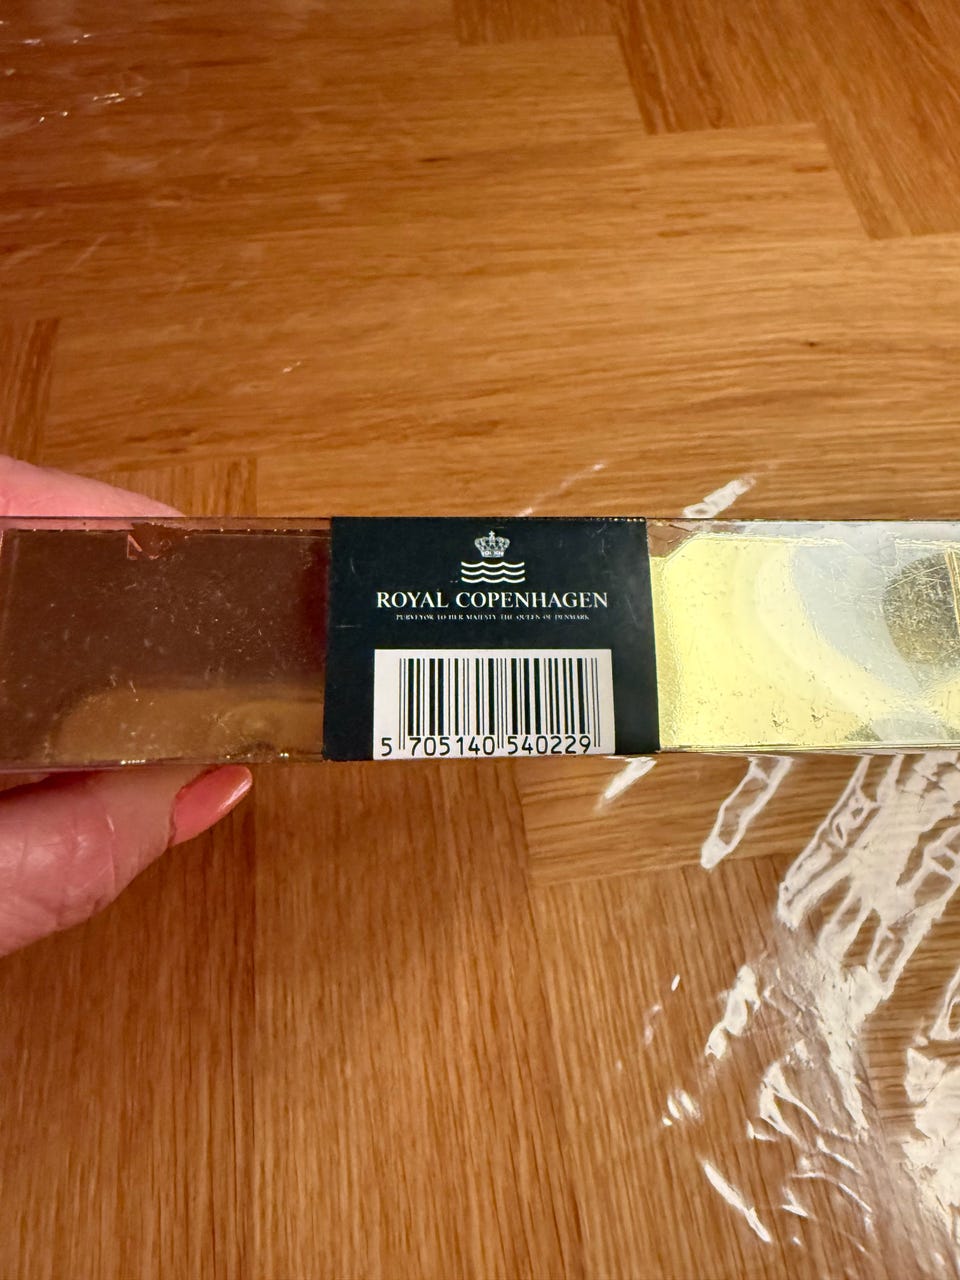 ROYAL COPENHAGEN
PURVEYOR TO HER MAJESTY THE QUEEN OF DENMARK
5 705140 540229